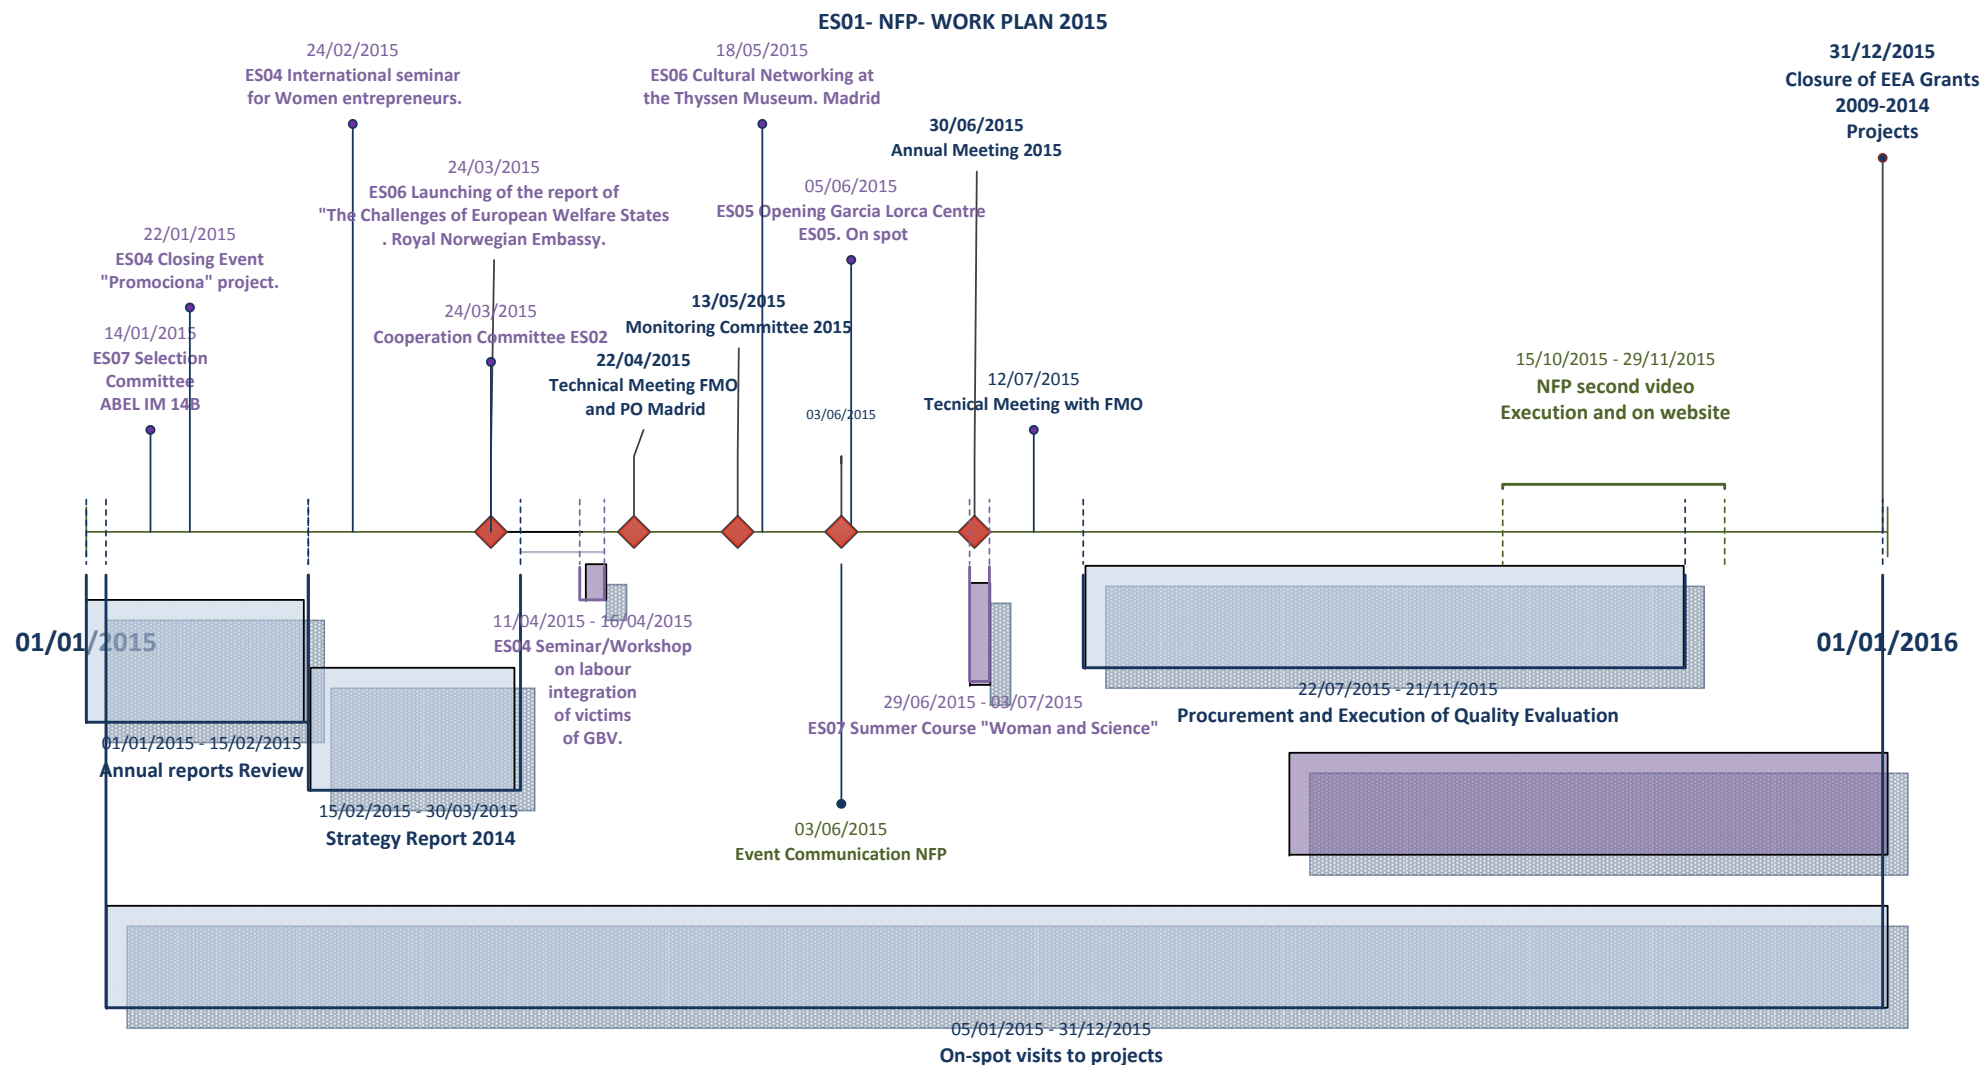 ES01- NFP- WORK PLAN 2015
24/02/2015
ES04 International seminar
for Women entrepreneurs.
18/05/2015
ES06 Cultural Networking at
the Thyssen Museum. Madrid
31/12/2015
Closure of EEA Grants
2009-2014
Projects
30/06/2015
Annual Meeting 2015
24/03/2015
ES06 Launching of the report of
"The Challenges of European Welfare States
. Royal Norwegian Embassy.
05/06/2015
ES05 Opening Garcia Lorca Centre
ES05. On spot
22/01/2015
ES04 Closing Event
"Promociona" project.
14/01/2015
ES07 Selection
Committee
ABEL IM 14B
24/03/2015
Cooperation Committee ES02
13/05/2015
Monitoring Committee 2015
22/04/2015
Technical Meeting FMO
and PO Madrid
03/06/2015
12/07/2015
Tecnical Meeting with FMO
15/10/2015 - 29/11/2015
NFP second video
Execution and on website
01/01/2015
01/01/2016
11/04/2015 - 16/04/2015
ES04 Seminar/Workshop
on labour
integration
of victims
of GBV.
29/06/2015 - 03/07/2015
ES07 Summer Course "Woman and Science"
22/07/2015 - 21/11/2015
Procurement and Execution of Quality Evaluation
01/01/2015 - 15/02/2015
Annual reports Review
15/02/2015 - 30/03/2015
Strategy Report 2014
03/06/2015
Event Communication NFP
05/01/2015 - 31/12/2015
On-spot visits to projects